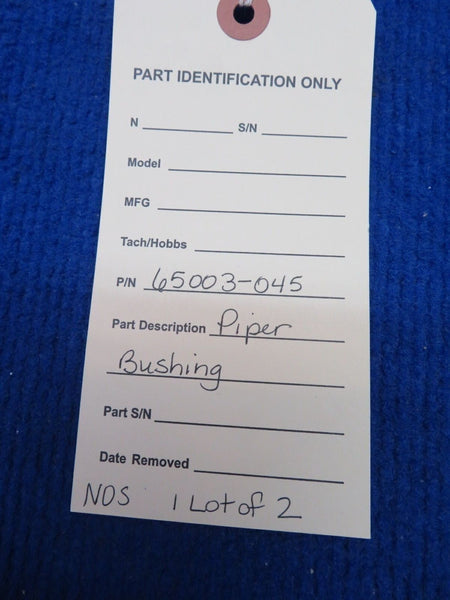 PART IDENTIFICATION ONLY
N S/N
Model
MFG
Tach/Hobbs
P/N 65003-045
Part Description Piper
Bushing
Part S/N
Date Removed
NOS 1 Lot of 2